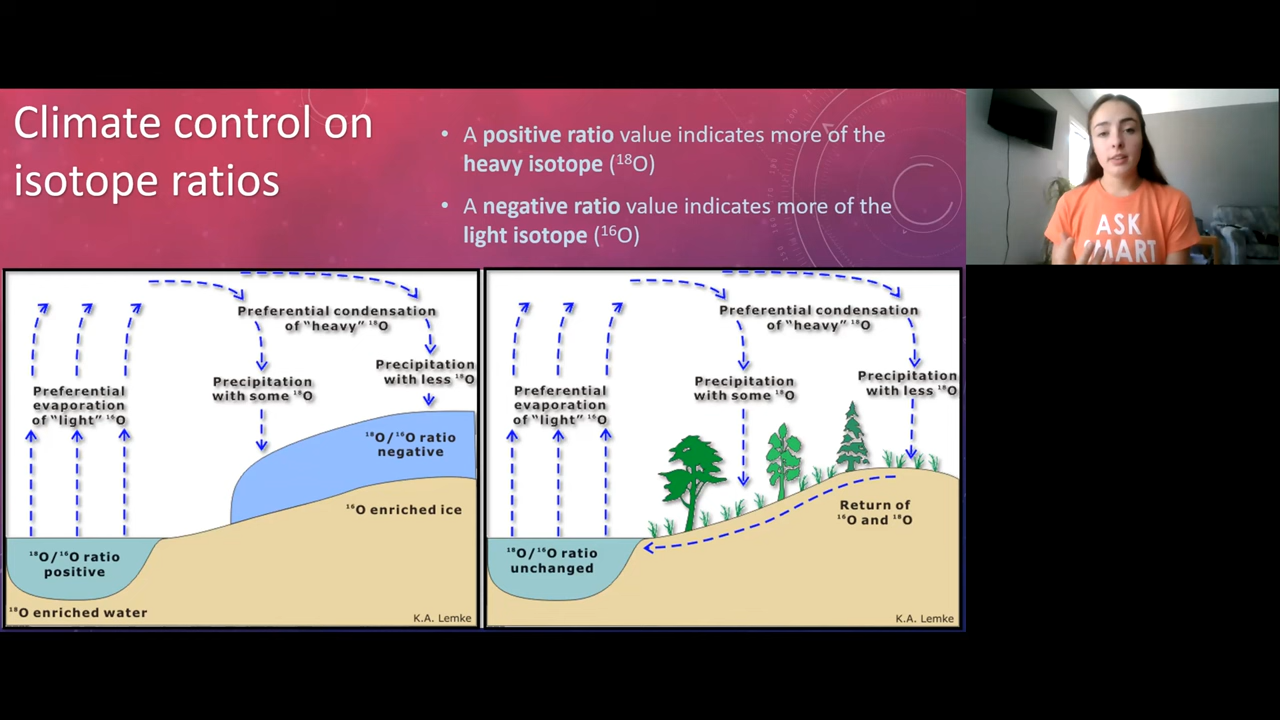 Climate control on
isotope ratios
• A positive ratio value indicates more of the
heavy isotope (¹⁸O)
• A negative ratio value indicates more of the
light isotope (¹⁶O)
ASK
SMART
Preferential condensation
of "heavy" ¹⁸O
Precipitation
with less ¹⁸O
Precipitation
with some ¹⁸O
Preferential
evaporation
of "light" ¹⁶O
¹⁸O/¹⁶O ratio
negative
¹⁶O enriched ice
¹⁸O/¹⁶O ratio
positive
¹⁸O enriched water
K.A. Lemke
Preferential condensation
of "heavy" ¹⁸O
Precipitation
with less ¹⁸O
Precipitation
with some ¹⁸O
Preferential
evaporation
of "light" ¹⁶O
Return of
¹⁶O and ¹⁸O
¹⁸O/¹⁶O ratio
unchanged
K.A. Lemke